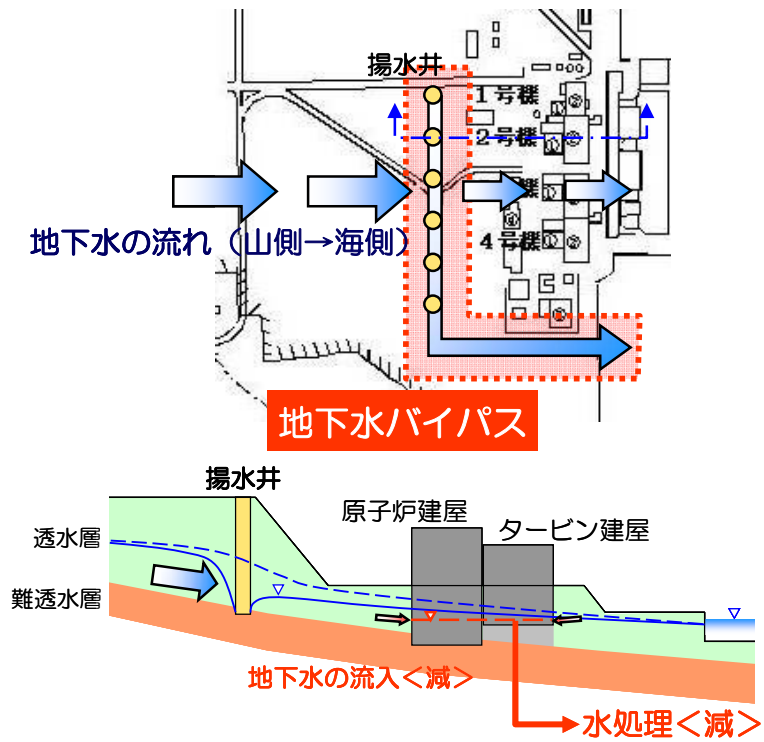 揚水井
1号機
2号機
機
4号機
地下水の流れ（山側→海側）
地下水バイパス
揚水井
原子炉建屋
タービン建屋
透水層
難透水層
地下水の流入＜減＞
水処理＜減＞